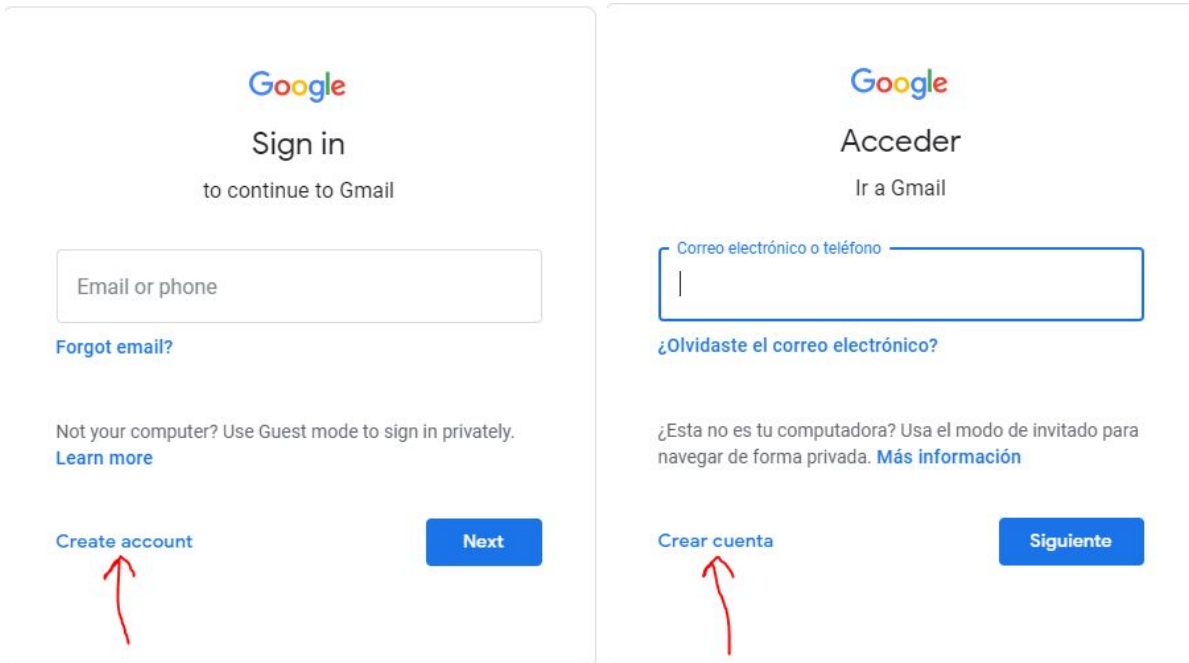 Google
Sign in
to continue to Gmail
Email or phone
Forgot email?
Not your computer? Use Guest mode to sign in privately.
Learn more
Create account
Next
Google
Acceder
Ir a Gmail
Correo electrónico o teléfono
¿Olvidaste el correo electrónico?
¿Esta no es tu computadora? Usa el modo de invitado para
navegar de forma privada. Más información
Crear cuenta
Siguiente